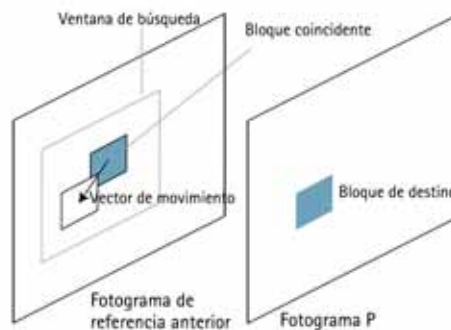 Ventana de búsqueda
Bloque coincidente
Vector de movimiento
Bloque de destino
Fotograma de
referencia anterior
Fotograma P